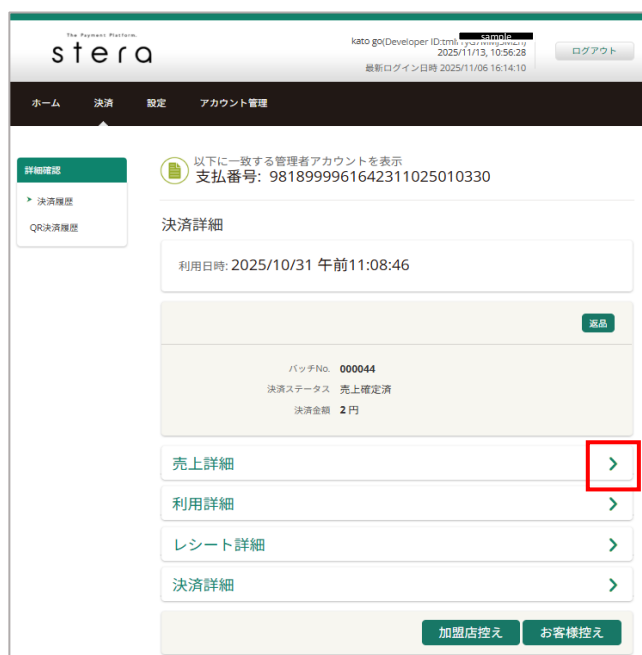 The Payment Platform.
stera
kato go(Developer ID:
sample
2025/11/13, 10:56:28
最新ログイン日時 2025/11/06 16:14:10
ログアウト
ホーム 決済 設定 アカウント管理
詳細確認
決済履歴
QR決済履歴
以下に一致する管理者アカウントを表示
支払番号: 9818999961642311025010330
決済詳細
利用日時: 2025/10/31 午前11:08:46
返品
バッチNo. 000044
決済ステータス 売上確定済
決済金額 2 円
売上詳細
利用詳細
レシート詳細
決済詳細
加盟店控え お客様控え